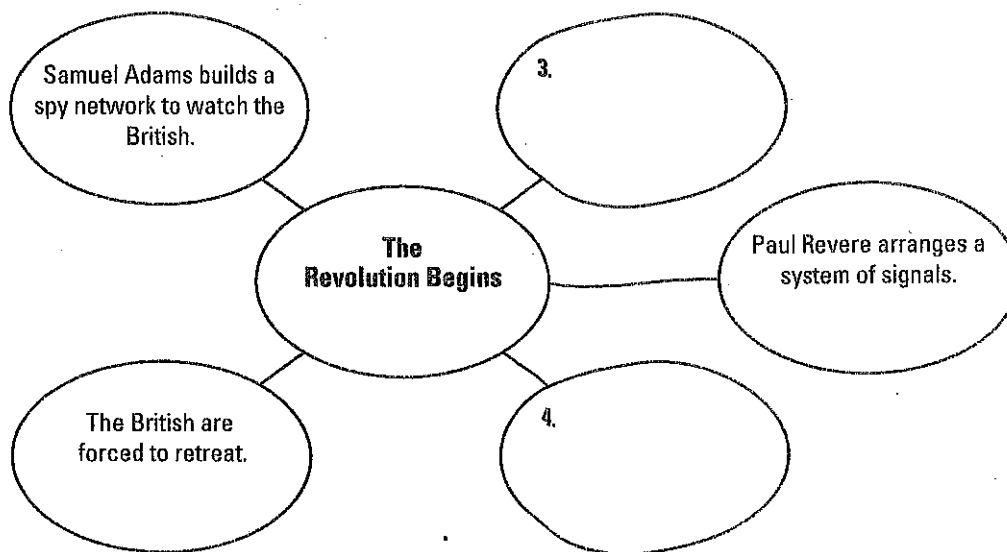 Samuel Adams builds a
spy network to watch the
British.
3.
The
Revolution Begins
Paul Revere arranges a
system of signals.
The British are
forced to retreat.
4.